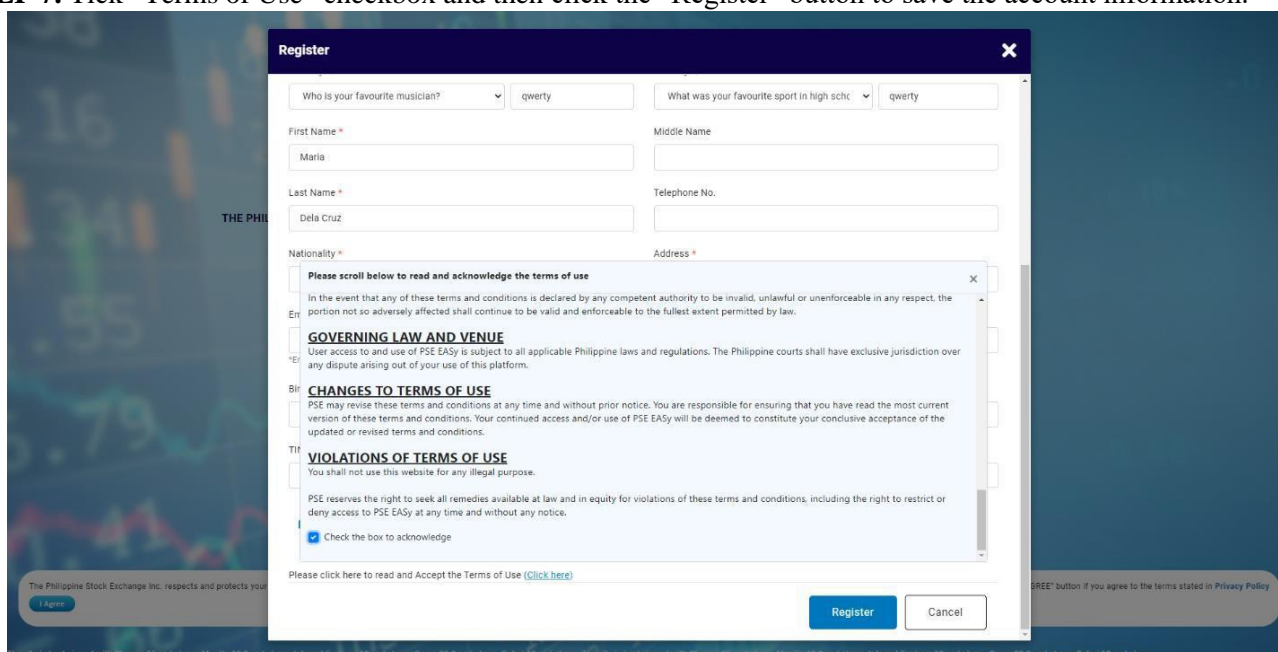 7. Tick "Terms of Use" checkbox and then click the "Register" button to save the account information.
Register
Who is your favourite musician?
qwerty
What was your favourite sport in high schc
qwerty
First Name *
Middle Name
Maria
Last Name *
Telephone No.
THE PHIL
Dela Cruz
Nationality *
Address *
Please scroll below to read and acknowledge the terms of use
In the event that any of these terms and conditions is declared by any competent authority to be invalid, unlawful or unenforceable in any respect, the
portion not so adversely affected shall continue to be valid and enforceable to the fullest extent permitted by law.
GOVERNING LAW AND VENUE
User access to and use of PSE EASy is subject to all applicable Philippine laws and regulations. The Philippine courts shall have exclusive jurisdiction over
any dispute arising out of your use of this platform.
CHANGES TO TERMS OF USE
PSE may revise these terms and conditions at any time and without prior notice. You are responsible for ensuring that you have read the most current
version of these terms and conditions. Your continued access and/or use of PSE EASy will be deemed to constitute your conclusive acceptance of the
updated or revised terms and conditions.
VIOLATIONS OF TERMS OF USE
You shall not use this website for any illegal purpose.
PSE reserves the right to seek all remedies available at law and in equity for violations of these terms and conditions, including the right to restrict or
deny access to PSE EASy at any time and without any notice.
Check the box to acknowledge
Please click here to read and Accept the Terms of Use (Click here)
The Philippine Stock Exchange Inc. respects and protects your
GREE" button if you agree to the terms stated in Privacy Policy
I Agree
Register
Cancel